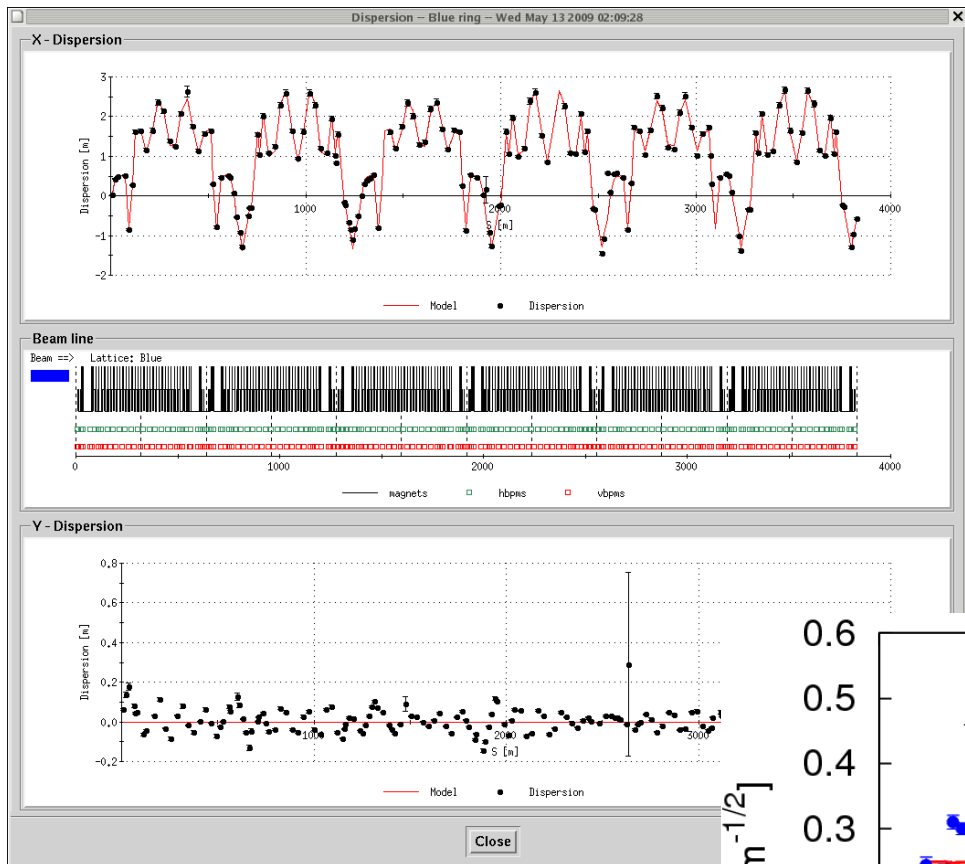 Dispersion -- Blue ring -- Wed May 13 2009 02:09:28
X - Dispersion
3
2
1
0
-1
-2
Dispersion [m]
1000
2000
3000
4000
S [m]
Model
Dispersion
Beam line
Beam ==>
Lattice: Blue
0
1000
2000
3000
4000
magnets
hbpms
vbpms
Y - Dispersion
0.8
0.6
0.4
0.2
0.0
-0.2
Dispersion [m]
1000
2000
3000
S [m]
Model
Dispersion
Close
0.6
0.5
0.4
0.3
m^-1/2]